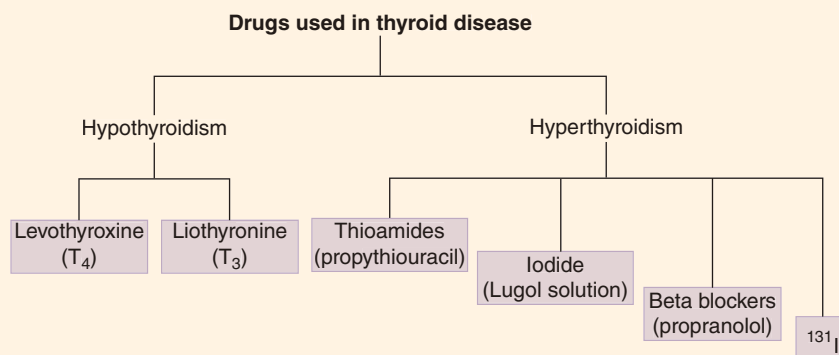 Drugs used in thyroid disease
Hypothyroidism
Hyperthyroidism
Levothyroxine
(T₄)
Liothyronine
(T₃)
Thioamides
(propythiouracil)
Iodide
(Lugol solution)
Beta blockers
(propranolol)
131